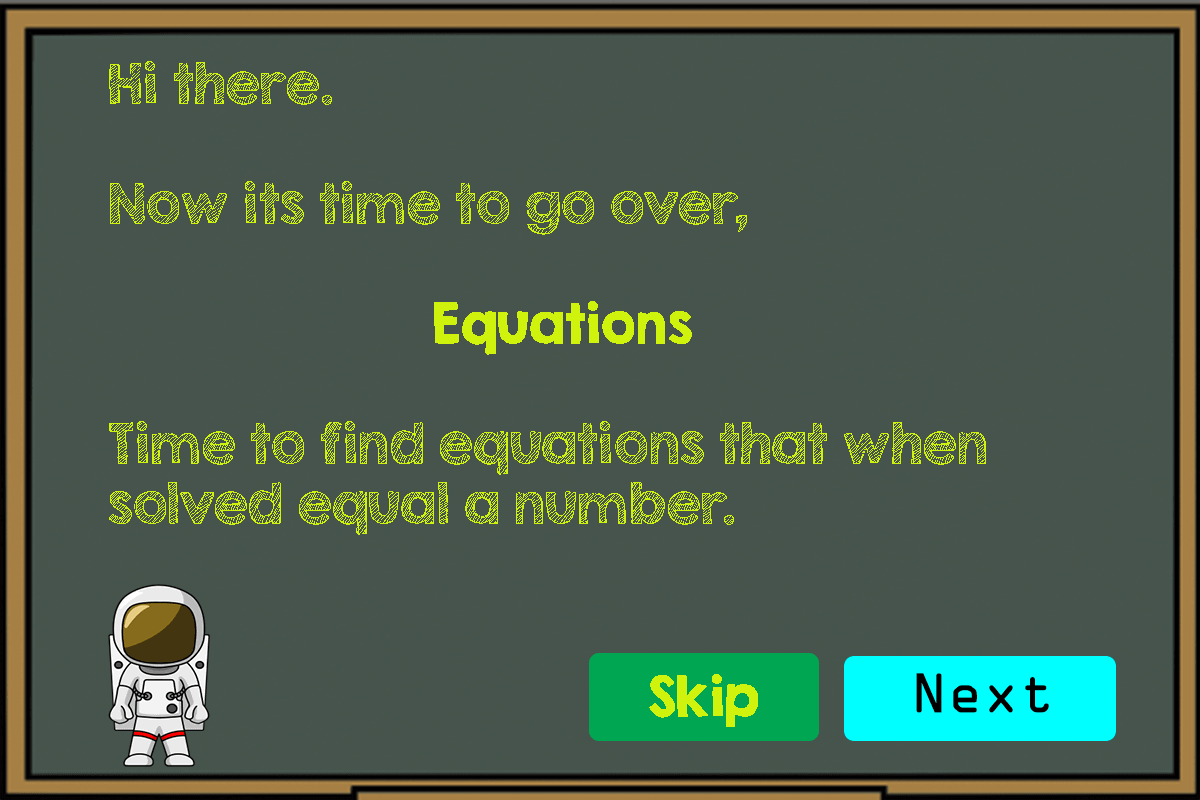 Hi there.
Now its time to go over,
Equations
Time to find equations that when
solved equal a number.
Skip
Next